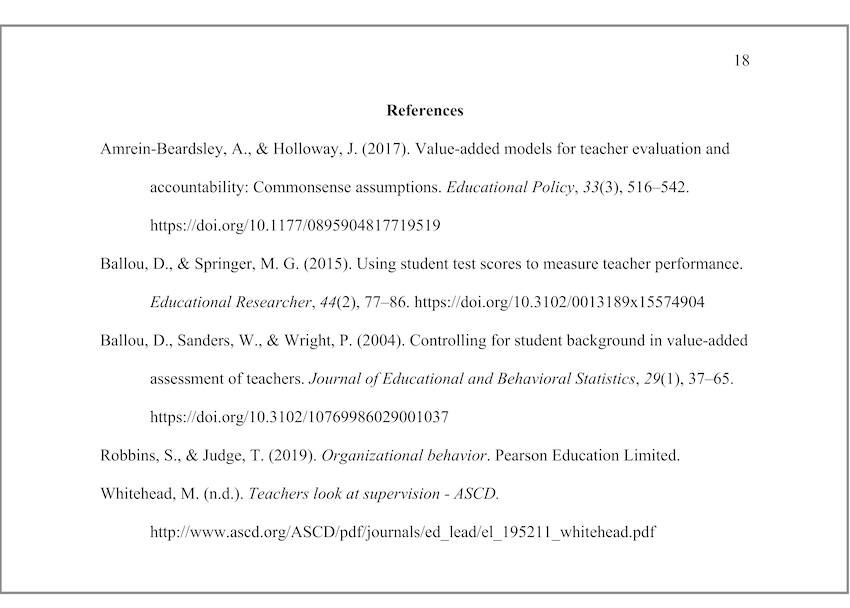 18
References
Amrein-Beardsley, A., & Holloway, J. (2017). Value-added models for teacher evaluation and
accountability: Commonsense assumptions. Educational Policy, 33(3), 516–542.
https://doi.org/10.1177/0895904817719519
Ballou, D., & Springer, M. G. (2015). Using student test scores to measure teacher performance.
Educational Researcher, 44(2), 77–86. https://doi.org/10.3102/0013189x15574904
Ballou, D., Sanders, W., & Wright, P. (2004). Controlling for student background in value-added
assessment of teachers. Journal of Educational and Behavioral Statistics, 29(1), 37–65.
https://doi.org/10.3102/10769986029001037
Robbins, S., & Judge, T. (2019). Organizational behavior. Pearson Education Limited.
Whitehead, M. (n.d.). Teachers look at supervision - ASCD.
http://www.ascd.org/ASCD/pdf/journals/ed_lead/el_195211_whitehead.pdf